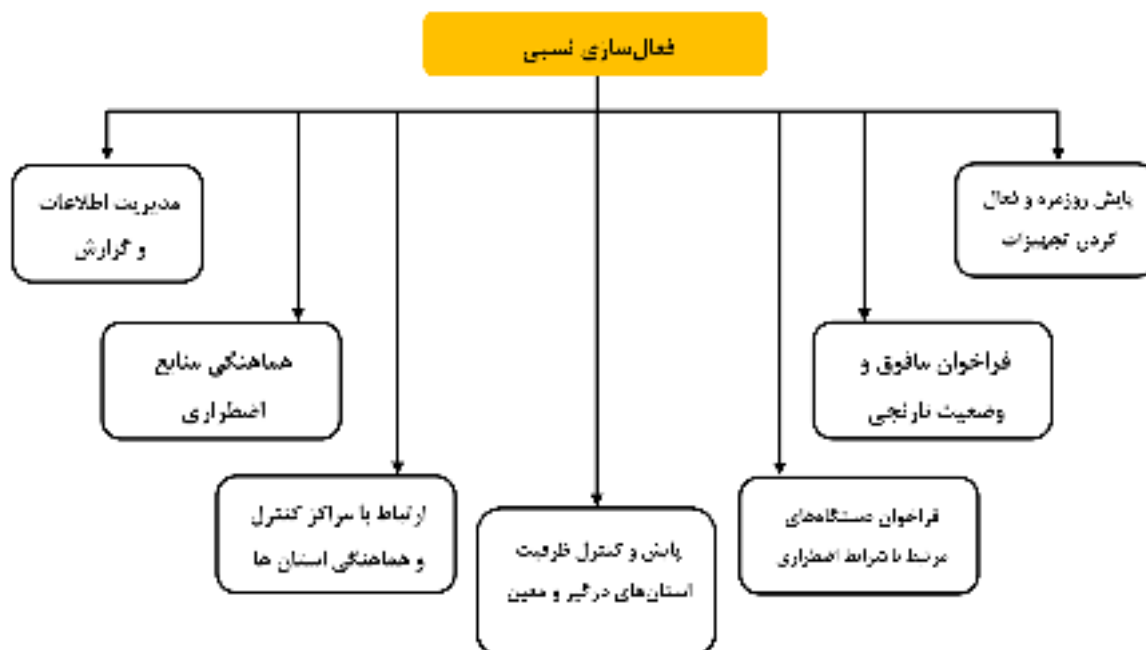 فعال‌سازی نسبی
پایش روزمره و فعال
کردن تجهیزات
فراخوان مافوق و
وضعیت نارنجی
فراخوان دستگاه‌های
مرتبط با شرایط اضطراری
پایش و کنترل ظرفیت
استان‌های درگیر و معین
ارتباط با مراکز کنترل
و هماهنگی استان ها
هماهنگی منابع
اضطراری
مدیریت اطلاعات
و گزارش